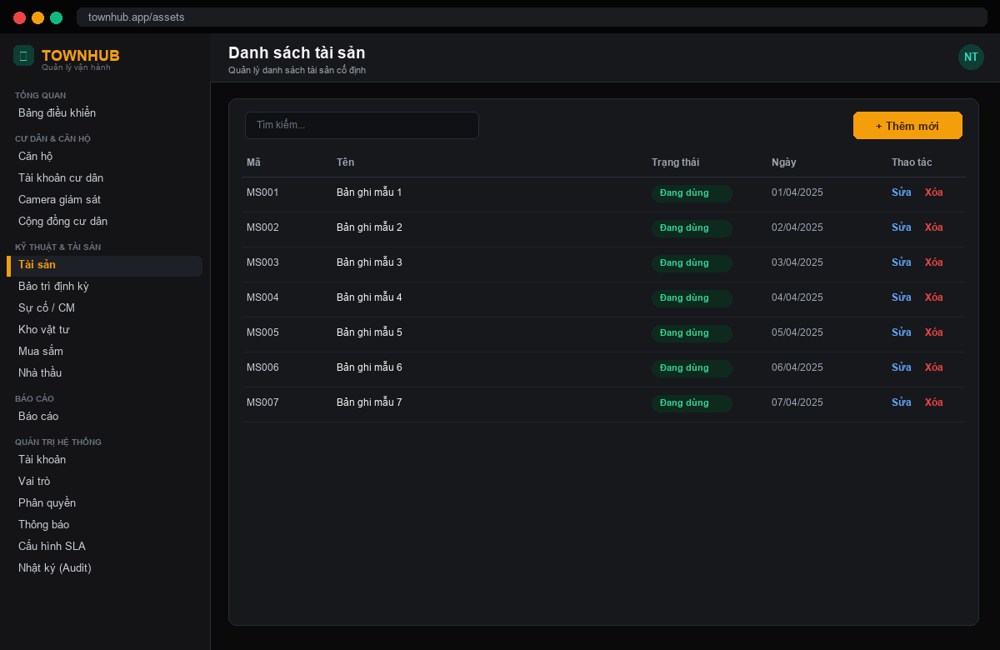 townhub.app/assets
TOWNHUB
Quản lý vận hành
TỔNG QUAN
Bảng điều khiển
CƯ DÂN & CĂN HỘ
Căn hộ
Tài khoản cư dân
Camera giám sát
Cộng đồng cư dân
KỸ THUẬT & TÀI SẢN
Tài sản
Bảo trì định kỳ
Sự cố / CM
Kho vật tư
Mua sắm
Nhà thầu
BÁO CÁO
Báo cáo
QUẢN TRỊ HỆ THỐNG
Tài khoản
Vai trò
Phân quyền
Thông báo
Cấu hình SLA
Nhật ký (Audit)
Danh sách tài sản
Quản lý danh sách tài sản cố định
NT
Tìm kiếm...
+ Thêm mới
Mã Tên Trạng thái Ngày Thao tác
MS001 Bản ghi mẫu 1 Đang dùng 01/04/2025 Sửa Xóa
MS002 Bản ghi mẫu 2 Đang dùng 02/04/2025 Sửa Xóa
MS003 Bản ghi mẫu 3 Đang dùng 03/04/2025 Sửa Xóa
MS004 Bản ghi mẫu 4 Đang dùng 04/04/2025 Sửa Xóa
MS005 Bản ghi mẫu 5 Đang dùng 05/04/2025 Sửa Xóa
MS006 Bản ghi mẫu 6 Đang dùng 06/04/2025 Sửa Xóa
MS007 Bản ghi mẫu 7 Đang dùng 07/04/2025 Sửa Xóa